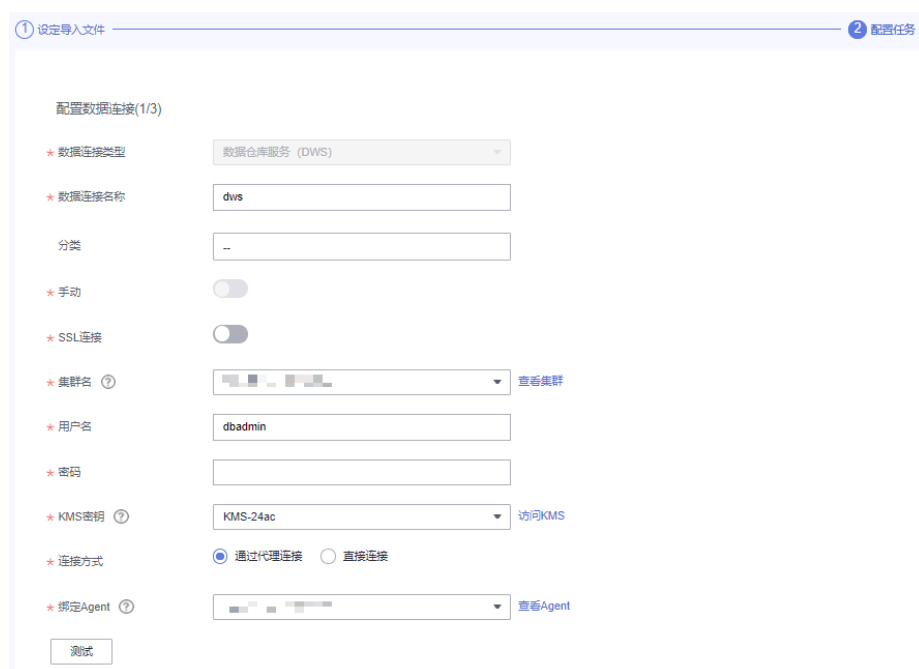 1 设定导入文件 2 配置任务
配置数据连接(1/3)
* 数据连接类型 数据仓库服务 (DWS)
* 数据连接名称 dws
分类 --
* 手动
* SSL连接
* 集群名 ? 查看集群
* 用户名 dbadmin
* 密码
* KMS密钥 ? KMS-24ac 访问KMS
* 连接方式 通过代理连接 直接连接
* 绑定Agent ? 查看Agent
测试